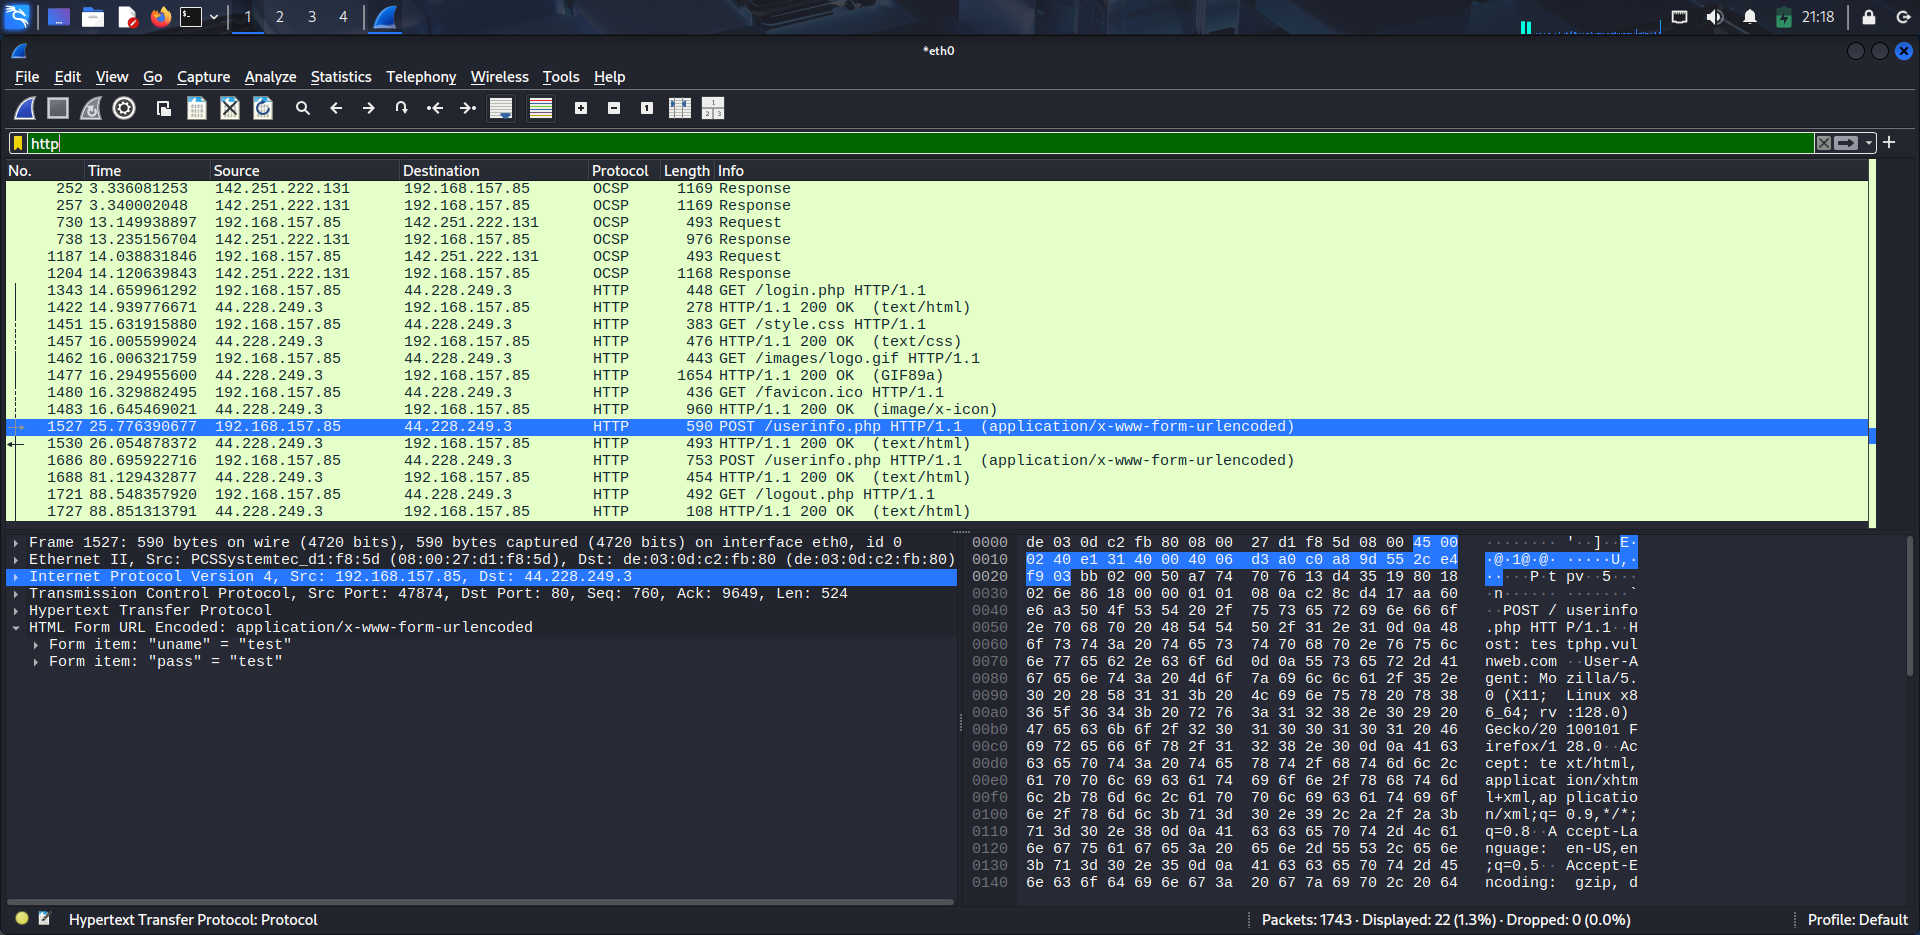 1 2 3 4 21:18
*eth0
File Edit View Go Capture Analyze Statistics Telephony Wireless Tools Help
http
No. Time Source Destination Protocol Length Info
252 3.336081253 142.251.222.131 192.168.157.85 OCSP 1169 Response
257 3.340002048 142.251.222.131 192.168.157.85 OCSP 1169 Response
730 13.149938897 192.168.157.85 142.251.222.131 OCSP 493 Request
738 13.235156704 142.251.222.131 192.168.157.85 OCSP 976 Response
1187 14.038831846 192.168.157.85 142.251.222.131 OCSP 493 Request
1204 14.120639843 142.251.222.131 192.168.157.85 OCSP 1168 Response
1343 14.659961292 192.168.157.85 44.228.249.3 HTTP 448 GET /login.php HTTP/1.1
1422 14.939776671 44.228.249.3 192.168.157.85 HTTP 278 HTTP/1.1 200 OK (text/html)
1451 15.631915880 192.168.157.85 44.228.249.3 HTTP 383 GET /style.css HTTP/1.1
1457 16.005599024 44.228.249.3 192.168.157.85 HTTP 476 HTTP/1.1 200 OK (text/css)
1462 16.006321759 192.168.157.85 44.228.249.3 HTTP 443 GET /images/logo.gif HTTP/1.1
1477 16.294955600 44.228.249.3 192.168.157.85 HTTP 1654 HTTP/1.1 200 OK (GIF89a)
1480 16.329882495 192.168.157.85 44.228.249.3 HTTP 436 GET /favicon.ico HTTP/1.1
1483 16.645469021 44.228.249.3 192.168.157.85 HTTP 960 HTTP/1.1 200 OK (image/x-icon)
1527 25.776390677 192.168.157.85 44.228.249.3 HTTP 590 POST /userinfo.php HTTP/1.1 (application/x-www-form-urlencoded)
1530 26.054878372 44.228.249.3 192.168.157.85 HTTP 493 HTTP/1.1 200 OK (text/html)
1686 80.695922716 192.168.157.85 44.228.249.3 HTTP 753 POST /userinfo.php HTTP/1.1 (application/x-www-form-urlencoded)
1688 81.129432877 44.228.249.3 192.168.157.85 HTTP 454 HTTP/1.1 200 OK (text/html)
1721 88.548357920 192.168.157.85 44.228.249.3 HTTP 492 GET /logout.php HTTP/1.1
1727 88.851313791 44.228.249.3 192.168.157.85 HTTP 108 HTTP/1.1 200 OK (text/html)
Frame 1527: 590 bytes on wire (4720 bits), 590 bytes captured (4720 bits) on interface eth0, id 0
Ethernet II, Src: PCSSystemtec_d1:f8:5d (08:00:27:d1:f8:5d), Dst: de:03:0d:c2:fb:80 (de:03:0d:c2:fb:80)
Internet Protocol Version 4, Src: 192.168.157.85, Dst: 44.228.249.3
Transmission Control Protocol, Src Port: 47874, Dst Port: 80, Seq: 760, Ack: 9649, Len: 524
Hypertext Transfer Protocol
HTML Form URL Encoded: application/x-www-form-urlencoded
Form item: "uname" = "test"
Form item: "pass" = "test"
0000 de 03 0d c2 fb 80 08 00 27 d1 f8 5d 08 00 45 00 ········ '··]··E·
0010 02 40 e1 31 40 00 40 06 d3 a0 c0 a8 9d 55 2c e4 ·@·1@·@· ·····U,·
0020 f9 03 bb 02 00 50 a7 74 70 76 13 d4 35 19 80 18 ·····P·t pv··5···
0030 02 6e 86 18 00 00 01 01 08 0a c2 8c d4 17 aa 60 ·n······ ·······`
0040 e6 a3 50 4f 53 54 20 2f 75 73 65 72 69 6e 66 6f ··POST / userinfo
0050 2e 70 68 70 20 48 54 54 50 2f 31 2e 31 0d 0a 48 .php HTT P/1.1··H
0060 6f 73 74 3a 20 74 65 73 74 70 68 70 2e 76 75 6c ost: tes tphp.vul
0070 6e 77 65 62 2e 63 6f 6d 0d 0a 55 73 65 72 2d 41 nweb.com ··User-A
0080 67 65 6e 74 3a 20 4d 6f 7a 69 6c 6c 61 2f 35 2e gent: Mo zilla/5.
0090 30 20 28 58 31 31 3b 20 4c 69 6e 75 78 20 78 38 0 (X11; Linux x8
00a0 36 5f 36 34 3b 20 72 76 3a 31 32 38 2e 30 29 20 6_64; rv :128.0)
00b0 47 65 63 6b 6f 2f 32 30 31 30 30 31 30 31 20 46 Gecko/20 100101 F
00c0 69 72 65 66 6f 78 2f 31 32 38 2e 30 0d 0a 41 63 irefox/1 28.0··Ac
00d0 63 65 70 74 3a 20 74 65 78 74 2f 68 74 6d 6c 2c cept: te xt/html,
00e0 61 70 70 6c 69 63 61 74 69 6f 6e 2f 78 68 74 6d applicat ion/xhtm
00f0 6c 2b 78 6d 6c 2c 61 70 70 6c 69 63 61 74 69 6f l+xml,ap plicatio
0100 6e 2f 78 6d 6c 3b 71 3d 30 2e 39 2c 2a 2f 2a 3b n/xml;q= 0.9,*/*;
0110 71 3d 30 2e 38 0d 0a 41 63 63 65 70 74 2d 4c 61 q=0.8··A ccept-La
0120 6e 67 75 61 67 65 3a 20 65 6e 2d 55 53 2c 65 6e nguage: en-US,en
0130 3b 71 3d 30 2e 35 0d 0a 41 63 63 65 70 74 2d 45 ;q=0.5·· Accept-E
0140 6e 63 6f 64 69 6e 67 3a 20 67 7a 69 70 2c 20 64 ncoding: gzip, d
Hypertext Transfer Protocol: Protocol Packets: 1743 · Displayed: 22 (1.3%) · Dropped: 0 (0.0%) Profile: Default